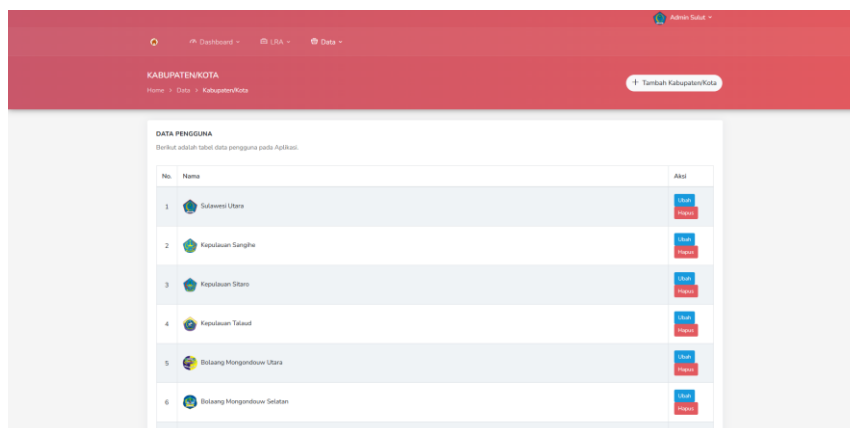 Admin Sulut
Dashboard LRA Data
KABUPATEN/KOTA
Home > Data > Kabupaten/Kota
+ Tambah Kabupaten/Kota
DATA PENGGUNA
Berikut adalah tabel data pengguna pada Aplikasi.
No. Nama Aksi
1 Sulawesi Utara Ubah
Hapus
2 Kepulauan Sangihe Ubah
Hapus
3 Kepulauan Sitaro Ubah
Hapus
4 Kepulauan Talaud Ubah
Hapus
5 Bolaang Mongondouw Utara Ubah
Hapus
6 Bolaang Mongondouw Selatan Ubah
Hapus